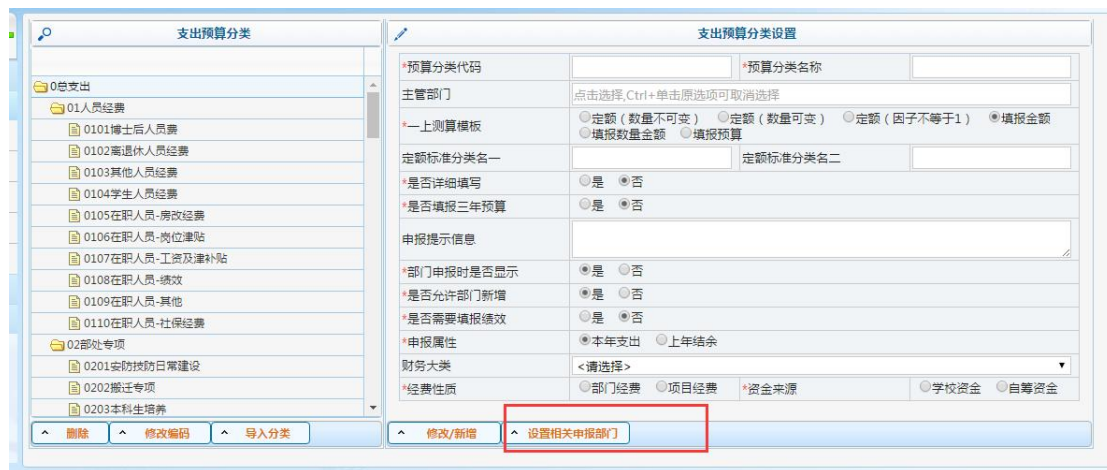 支出预算分类
0总支出
01人员经费
0101博士后人员费
0102离退休人员经费
0103其他人员经费
0104学生人员经费
0105在职人员-房改经费
0106在职人员-岗位津贴
0107在职人员-工资及津补贴
0108在职人员-绩效
0109在职人员-其他
0110在职人员-社保经费
02部处专项
0201安防技防日常建设
0202搬迁专项
0203本科生培养
删除 修改编码 导入分类
支出预算分类设置
*预算分类代码 *预算分类名称
主管部门 点击选择,Ctrl+单击原选项可取消选择
*一上测算模板 定额（数量不可变） 定额（数量可变） 定额（因子不等于1） 填报金额
填报数量金额 填报预算
定额标准分类名一 定额标准分类名二
*是否详细填写 是 否
*是否填报三年预算 是 否
申报提示信息
*部门申报时是否显示 是 否
*是否允许部门新增 是 否
*是否需要填报绩效 是 否
*申报属性 本年支出 上年结余
财务大类 <请选择>
*经费性质 部门经费 项目经费 *资金来源 学校资金 自筹资金
修改/新增 设置相关申报部门